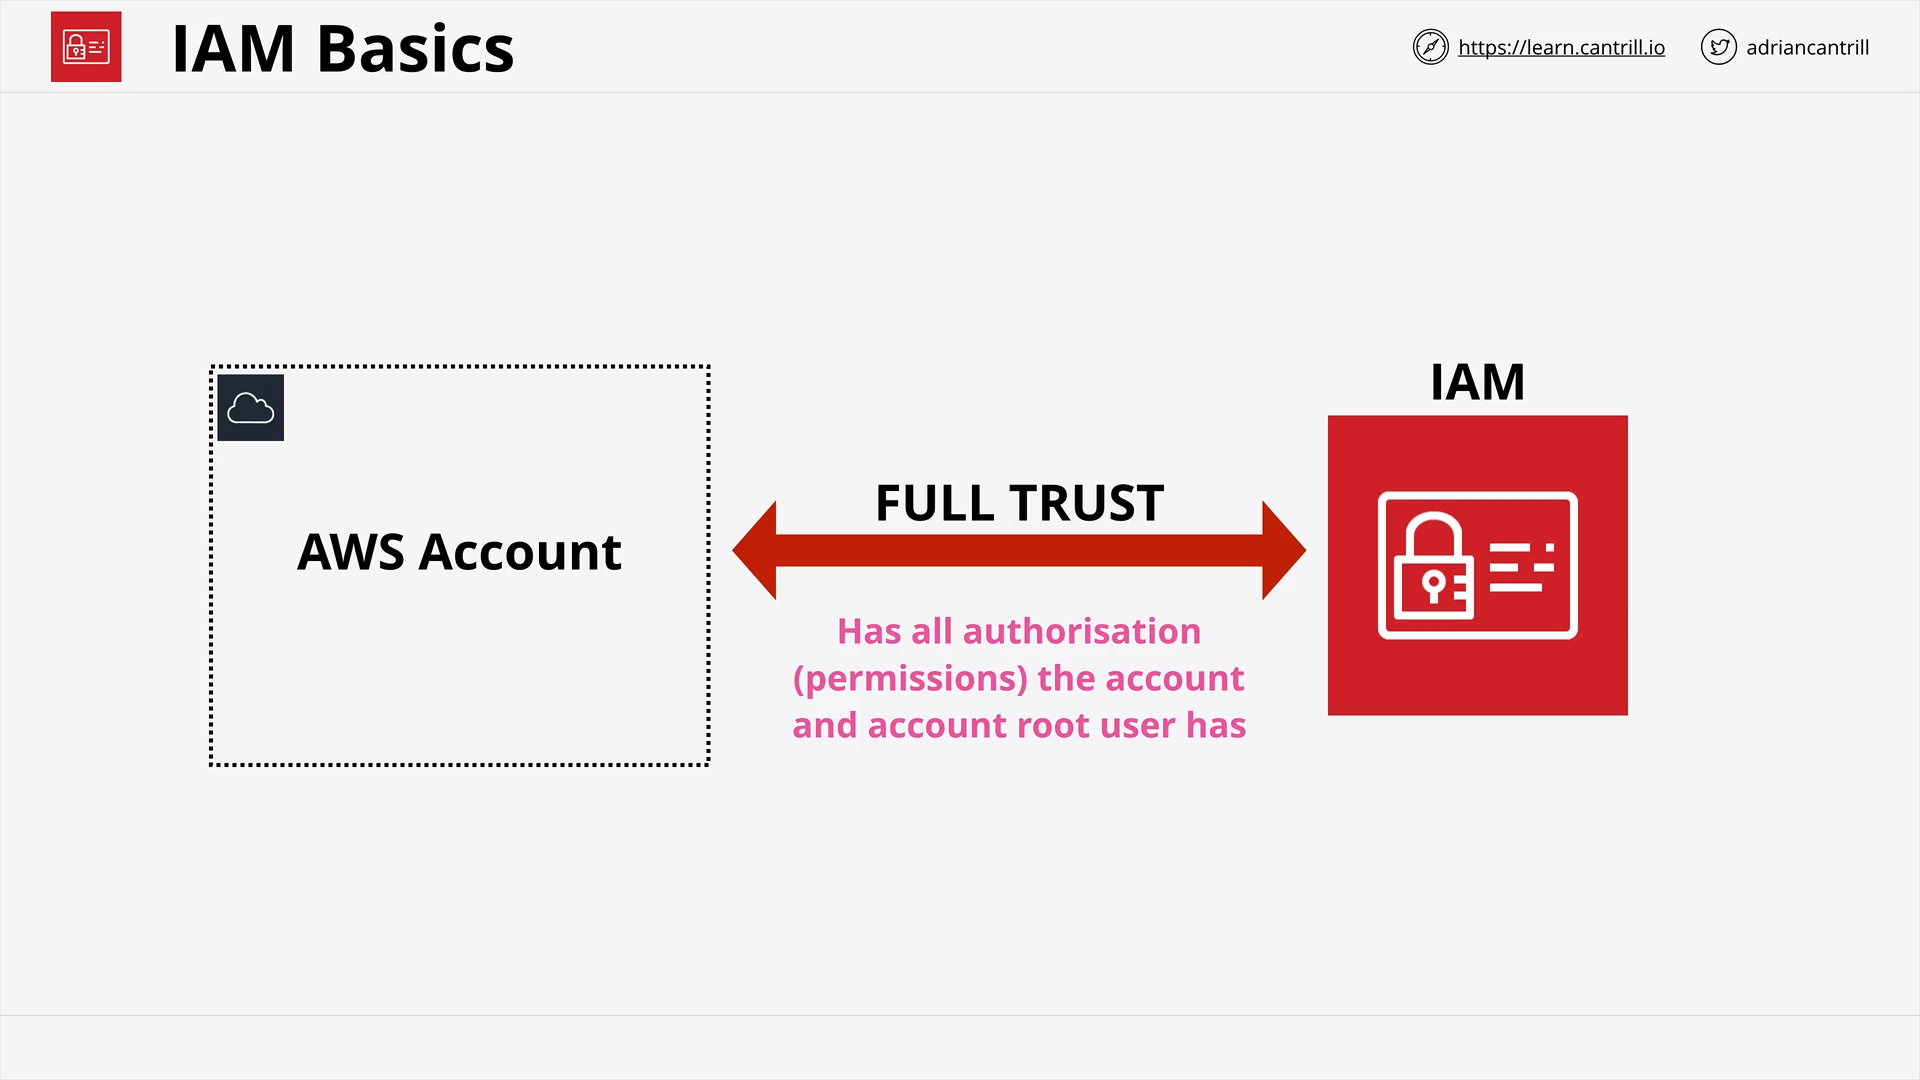 IAM Basics
https://learn.cantrill.io
adriancantrill
IAM
FULL TRUST
AWS Account
Has all authorisation
(permissions) the account
and account root user has